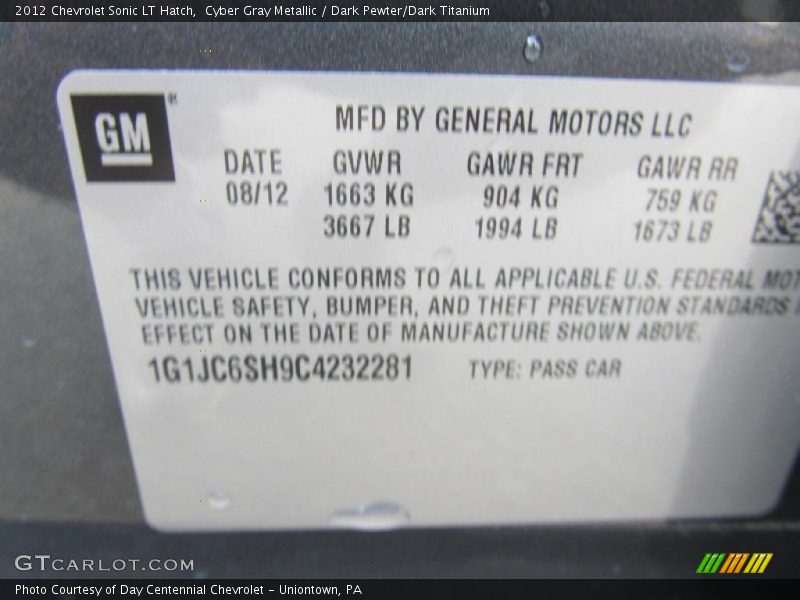 2012 Chevrolet Sonic LT Hatch,  Cyber Gray Metallic / Dark Pewter/Dark Titanium
GM ®
MFD BY GENERAL MOTORS LLC
DATE GVWR GAWR FRT GAWR RR
08/12 1663 KG 904 KG 759 KG
3667 LB 1994 LB 1673 LB
THIS VEHICLE CONFORMS TO ALL APPLICABLE U.S. FEDERAL MOT
VEHICLE SAFETY, BUMPER, AND THEFT PREVENTION STANDARDS
EFFECT ON THE DATE OF MANUFACTURE SHOWN ABOVE.
1G1JC6SH9C4232281 TYPE: PASS CAR
GTCARLOT.COM
Photo Courtesy of Day Centennial Chevrolet - Uniontown, PA